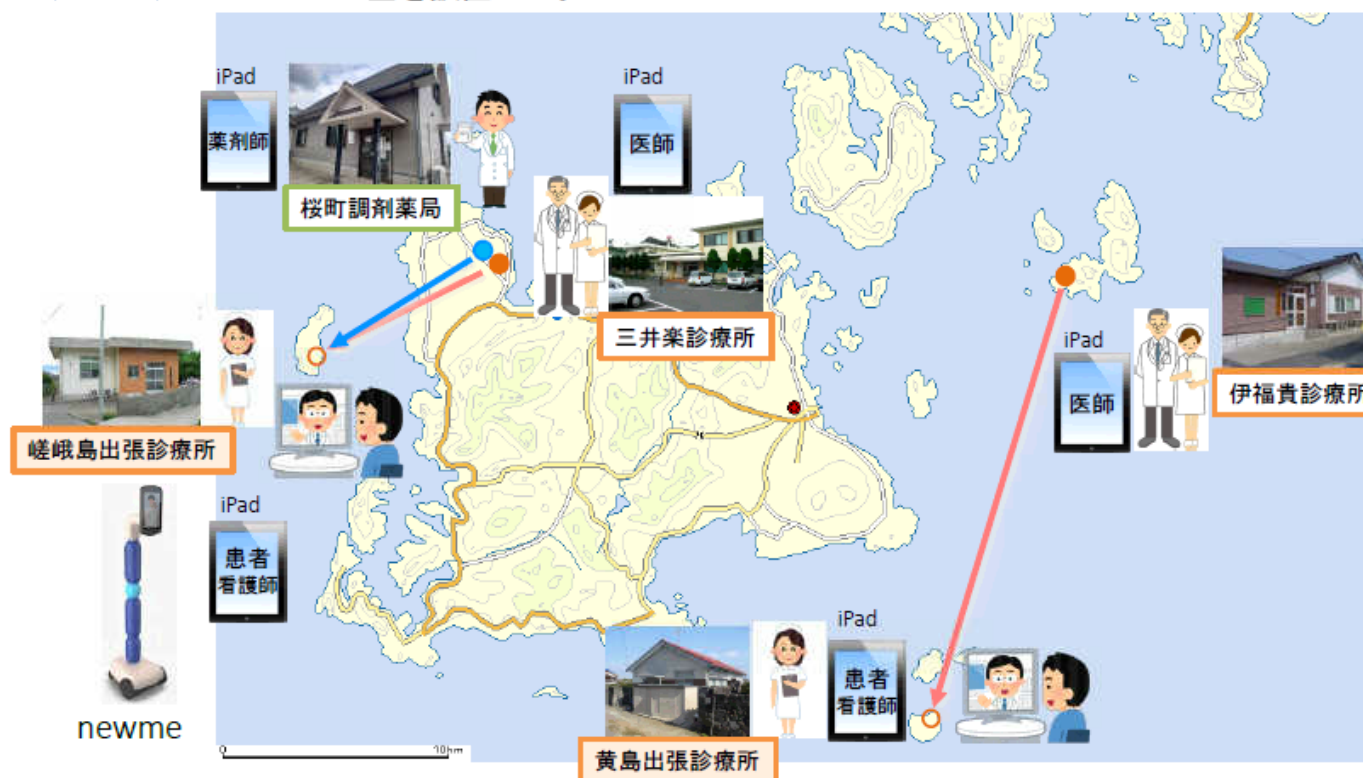 iPad
薬剤師
桜町調剤薬局
iPad
医師
三井楽診療所
iPad
医師
伊福貴診療所
嵯峨島出張診療所
iPad
患者
看護師
newme
iPad
患者
看護師
黄島出張診療所
0
10km